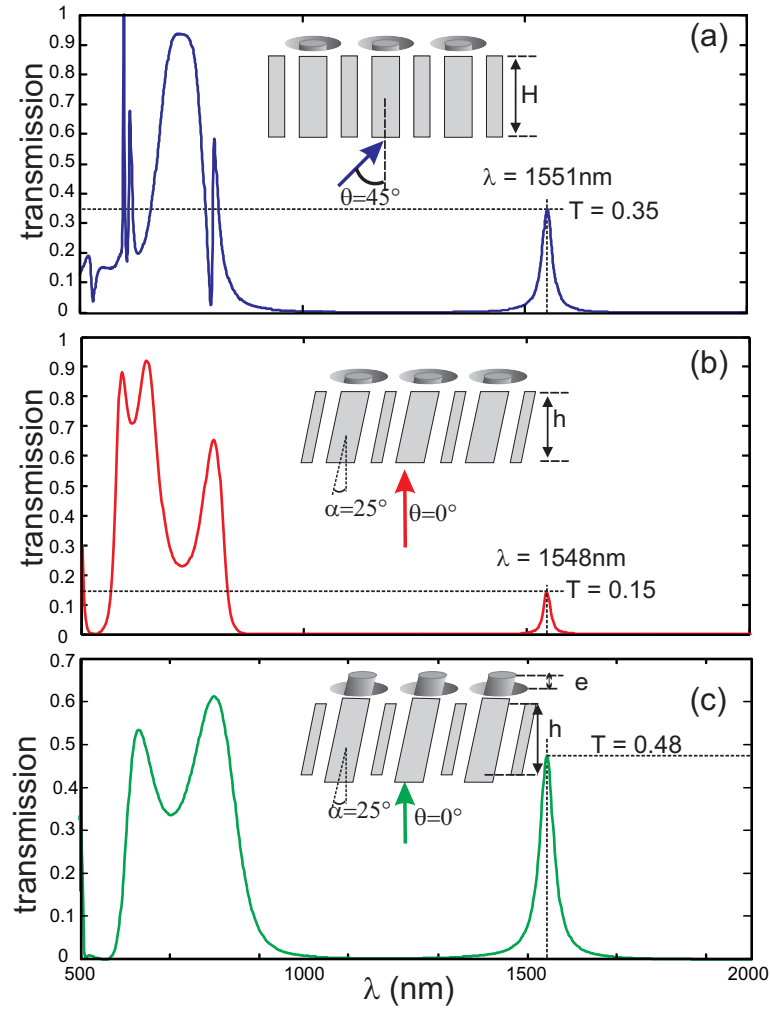 (a)
transmission
1
0.9
0.8
0.7
0.6
0.5
0.4
0.3
0.2
0.1
0
H
θ=45°
λ = 1551nm
T = 0.35
(b)
transmission
1
0.9
0.8
0.7
0.6
0.5
0.4
0.3
0.2
0.1
0
h
α=25°
θ=0°
λ = 1548nm
T = 0.15
(c)
transmission
0.7
0.6
0.5
0.4
0.3
0.2
0.1
0
e
h
α=25°
θ=0°
T = 0.48
500
1000
1500
2000
λ (nm)